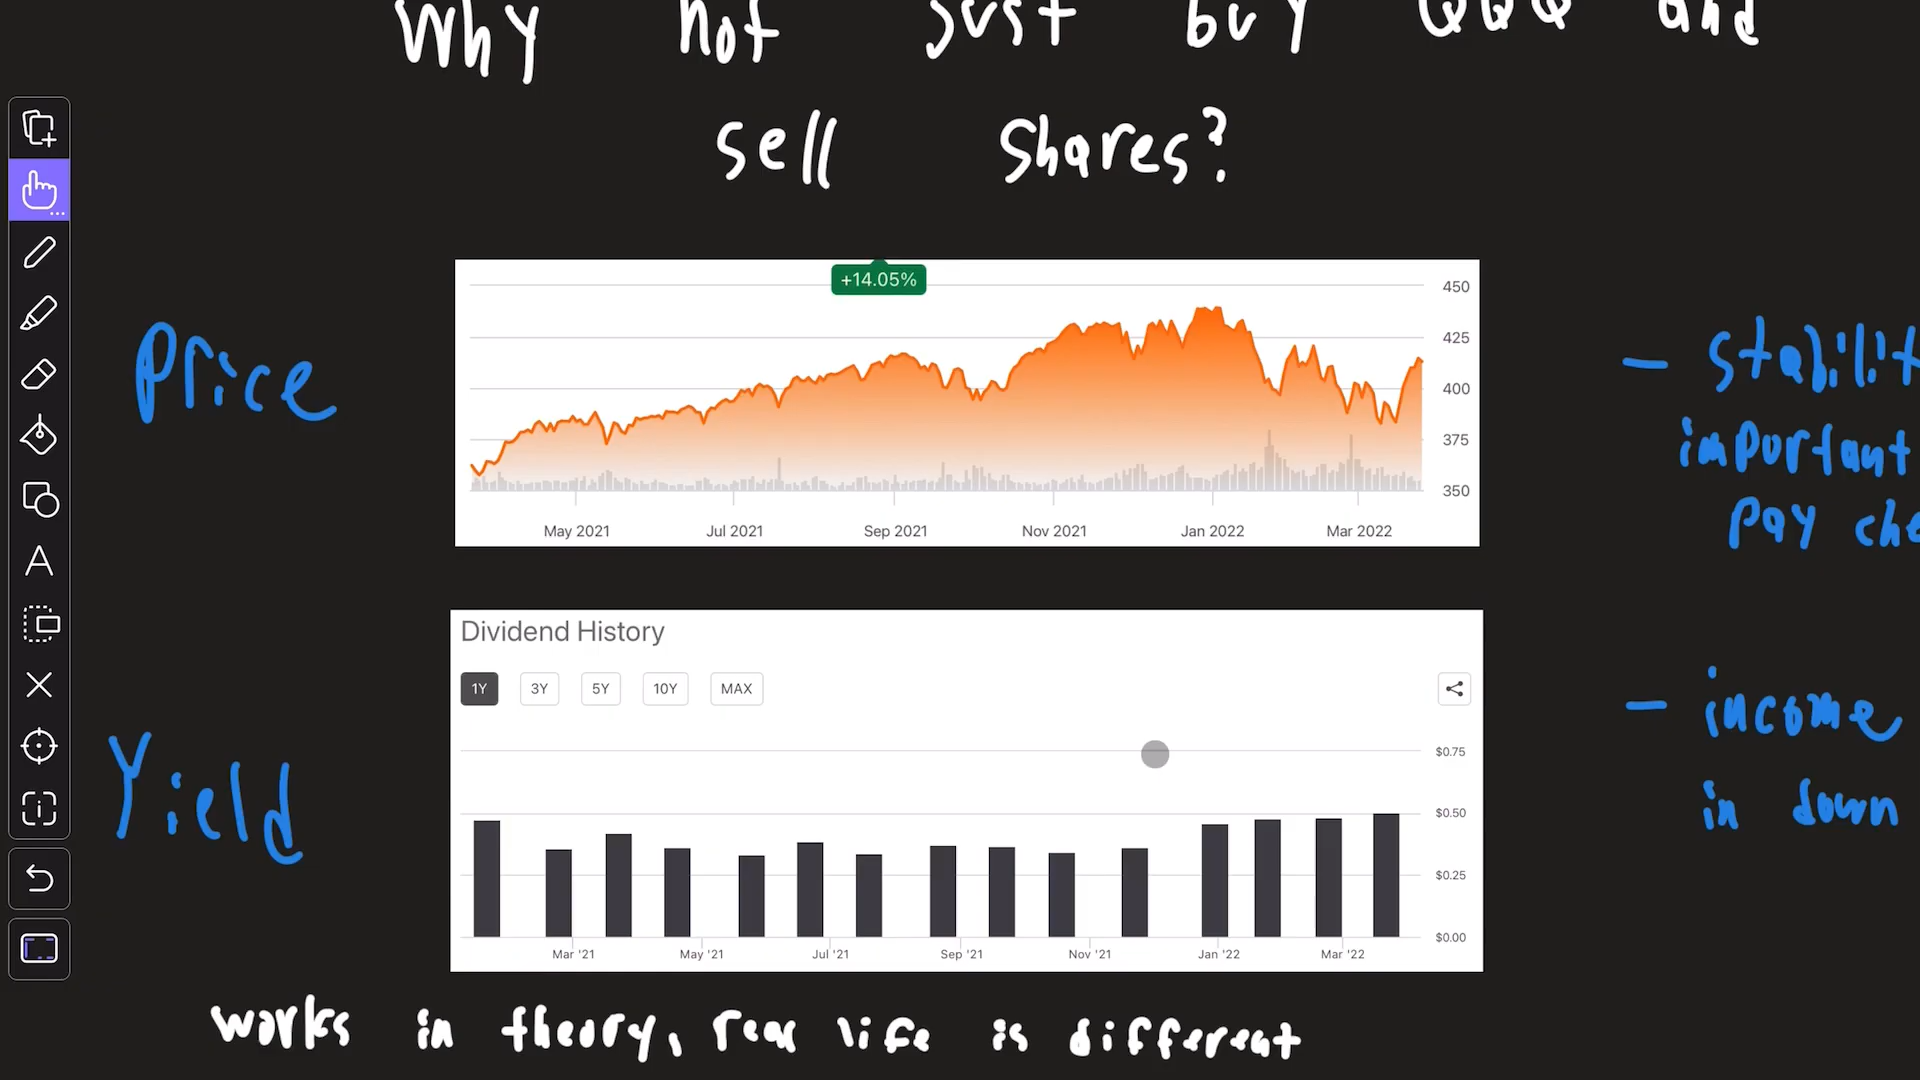 Why not just buy QQQ and
sell shares?
Price
+14.05%
450
425
400
375
350
May 2021 Jul 2021 Sep 2021 Nov 2021 Jan 2022 Mar 2022
- stabilit
important
pay che
Dividend History
1Y 3Y 5Y 10Y MAX
Yield
$0.75
$0.50
$0.25
$0.00
Mar '21 May '21 Jul '21 Sep '21 Nov '21 Jan '22 Mar '22
- income
in down
works in theory, real life is different
A